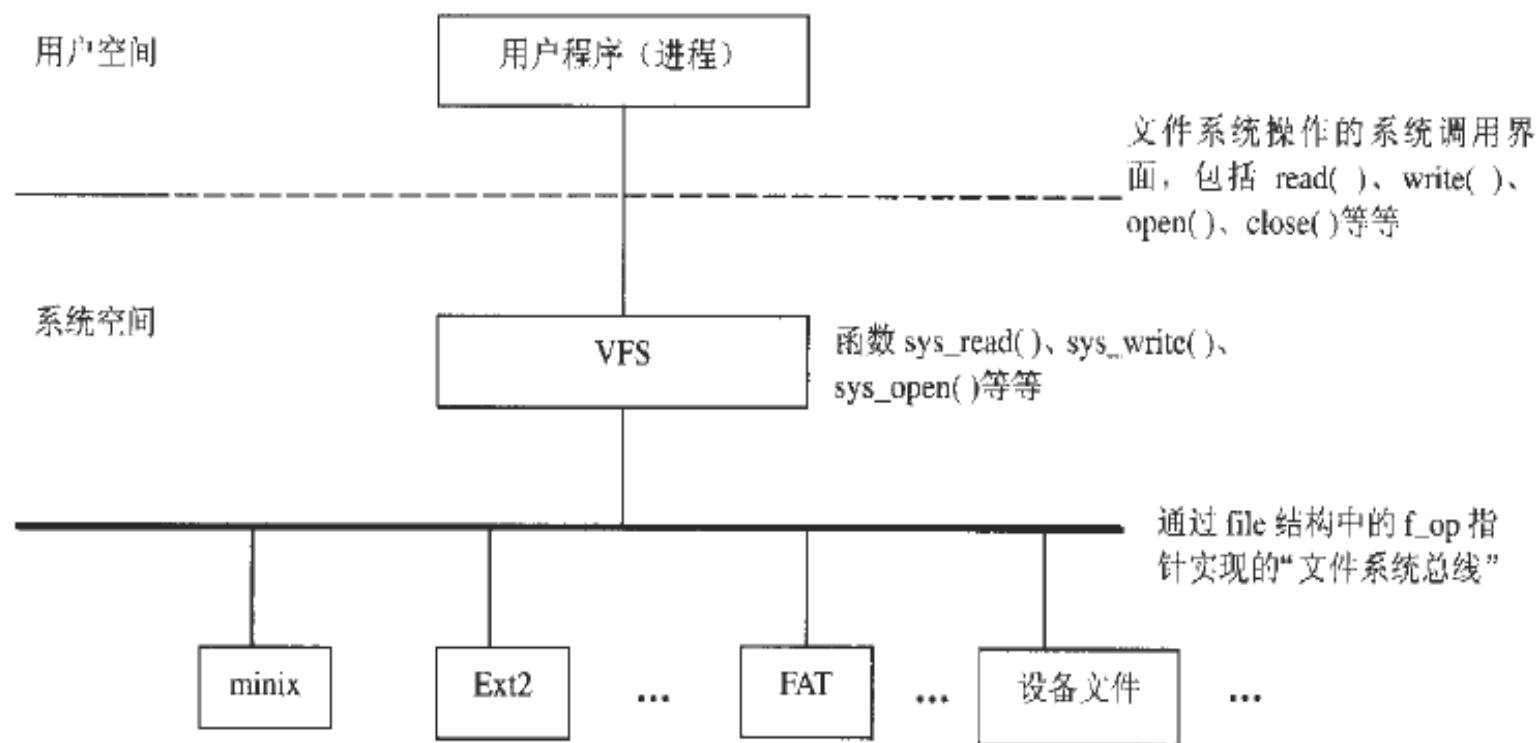 用户空间
用户程序（进程）
文件系统操作的系统调用界
面，包括 read( )、write( )、
open( )、close( )等等
系统空间
VFS
函数 sys_read( )、sys_write( )、
sys_open( )等等
通过 file 结构中的 f_op 指
针实现的“文件系统总线”
minix
Ext2
...
FAT
...
设备文件
...